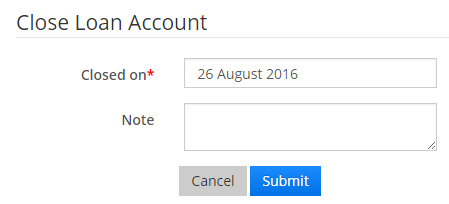 Close Loan Account
Closed on* 26 August 2016
Note
Cancel Submit